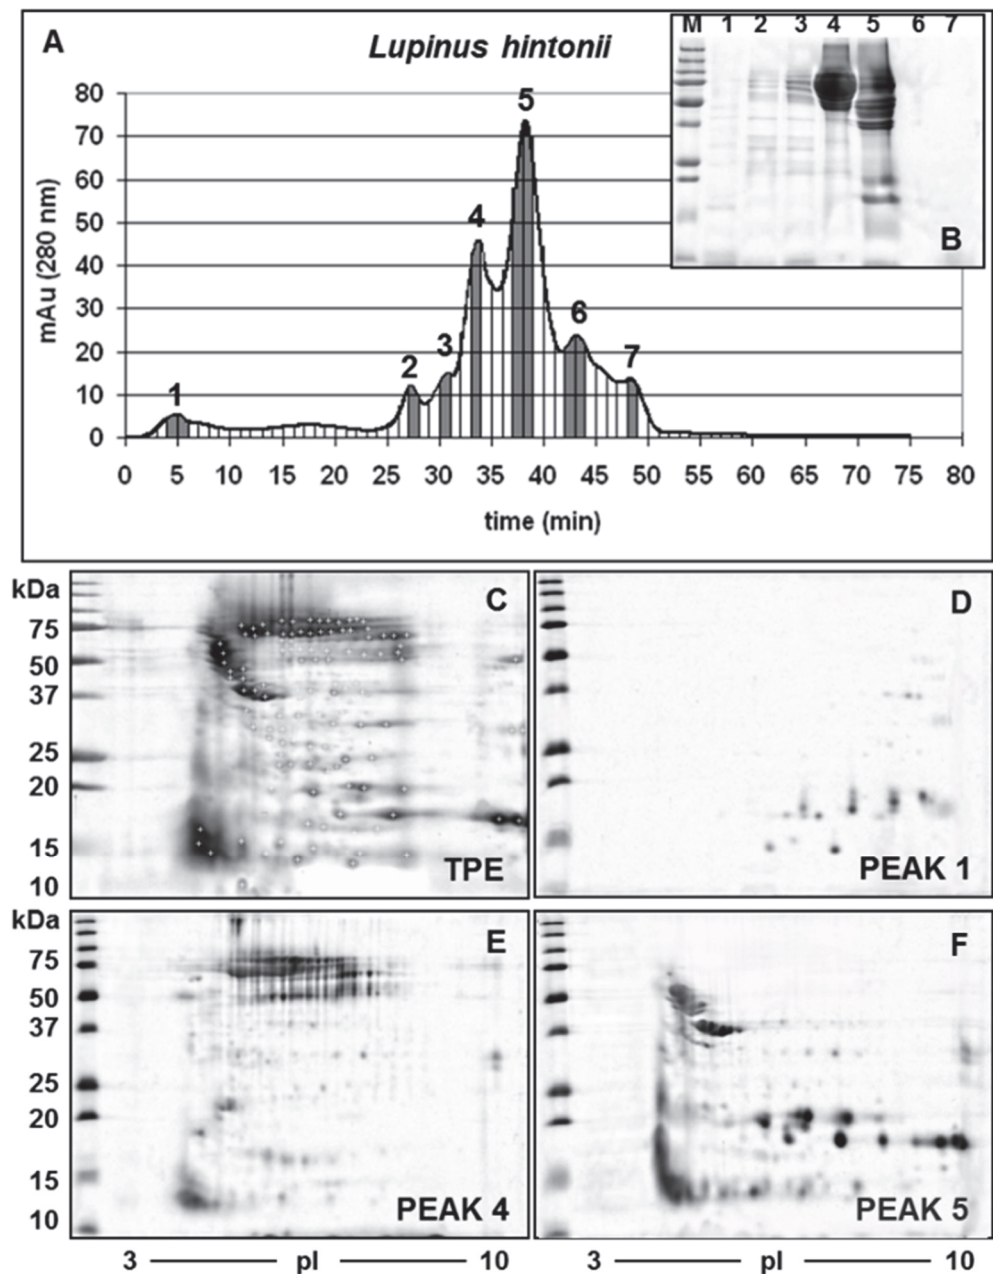 A
Lupinus hintonii
M 1 2 3 4 5 6 7
B
mAu (280 nm)
80
70
60
50
40
30
20
10
0
1
2
3
4
5
6
7
0 5 10 15 20 25 30 35 40 45 50 55 60 65 70 75 80
time (min)
kDa
75
50
37
25
20
15
10
C
TPE
D
PEAK 1
kDa
75
50
37
25
20
15
10
E
PEAK 4
F
PEAK 5
3 pI 10
3 pI 10